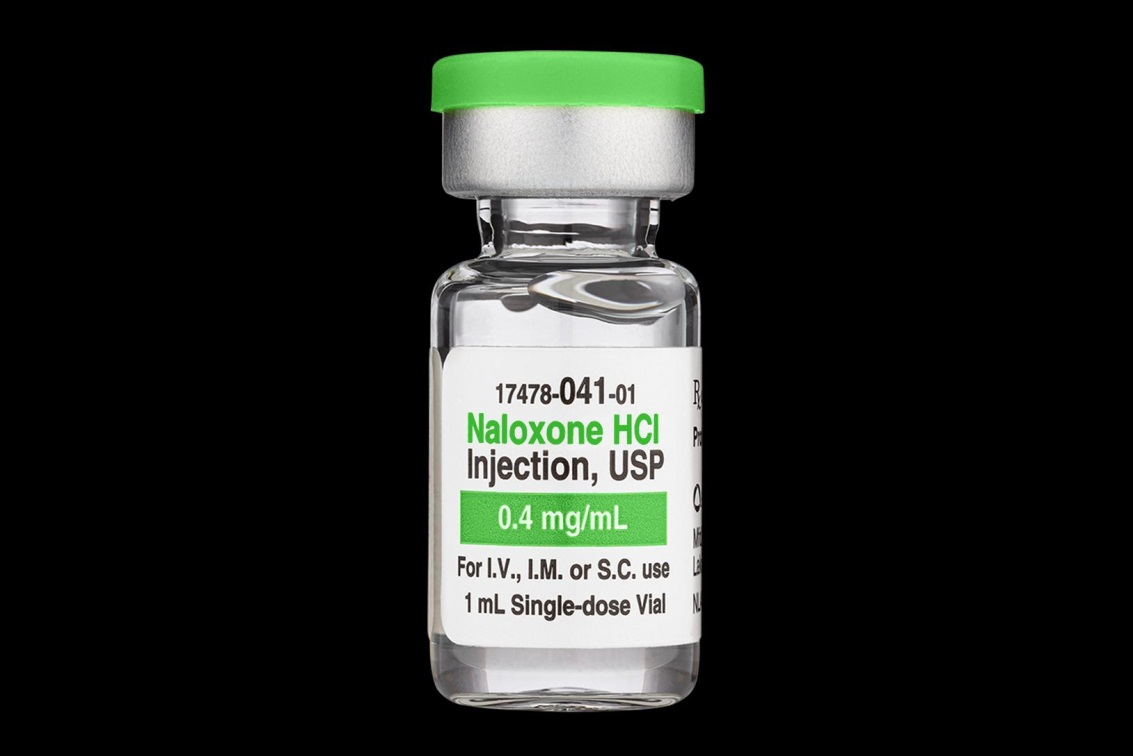 17478-041-01
Naloxone HCl
Injection, USP
0.4 mg/mL
For I.V., I.M. or S.C. use
1 mL Single-dose Vial